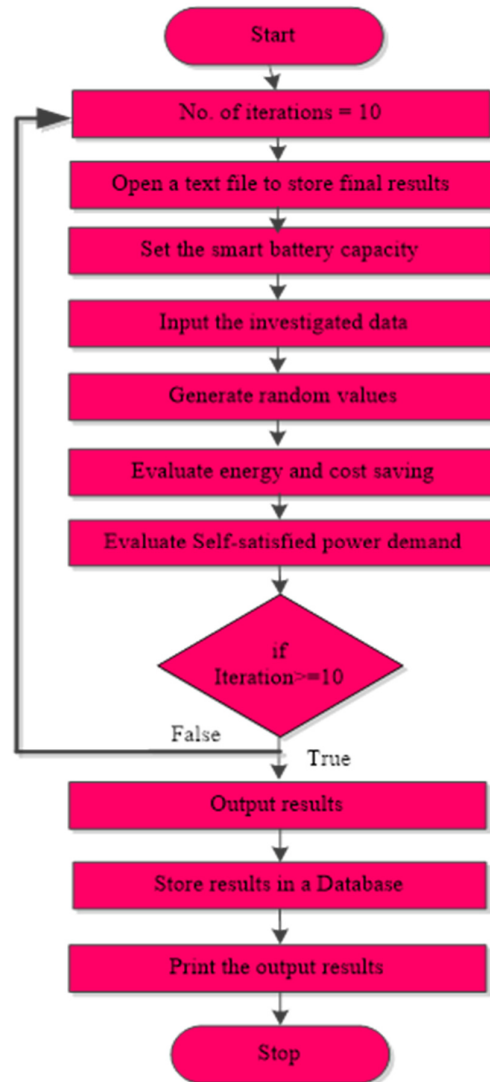 Start
No. of iterations = 10
Open a text file to store final results
Set the smart battery capacity
Input the investigated data
Generate random values
Evaluate energy and cost saving
Evaluate Self-satisfied power demand
if
Iteration>=10
False
True
Output results
Store results in a Database
Print the output results
Stop